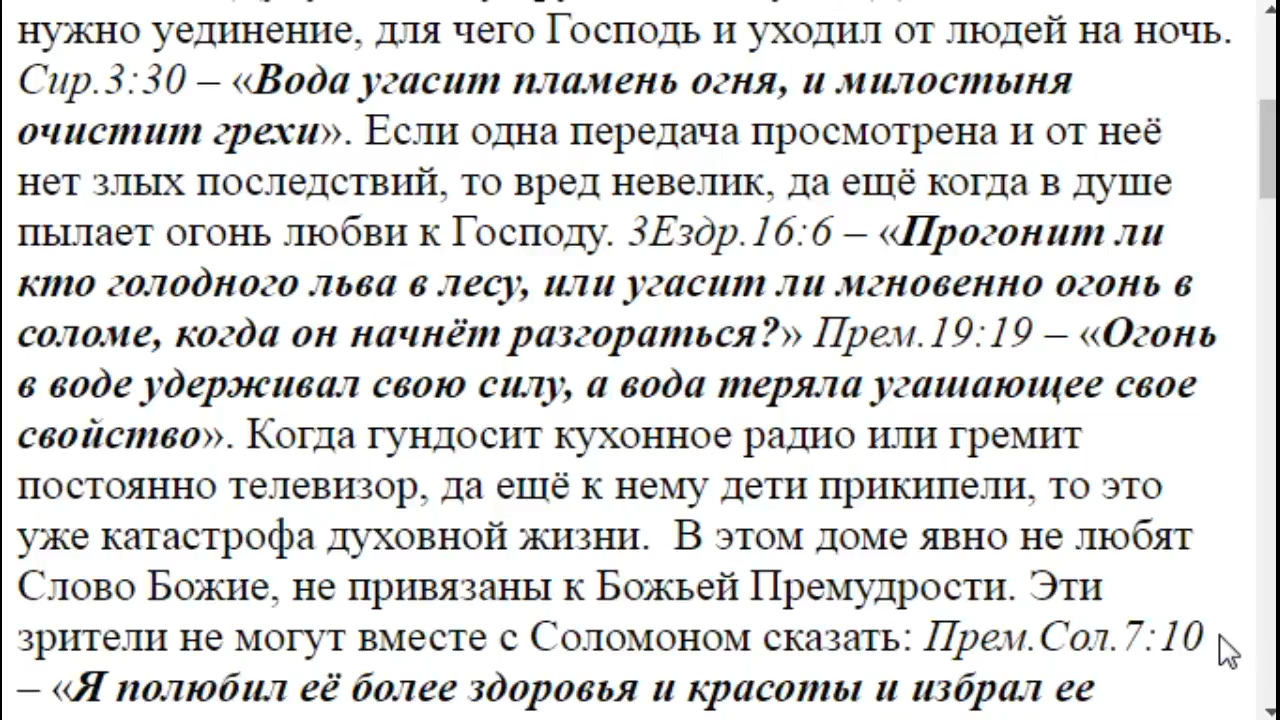 нужно уединение, для чего Господь и уходил от людей на ночь.
Сир.3:30 – «Вода угасит пламень огня, и милостыня
очистит грехи». Если одна передача просмотрена и от неё
нет злых последствий, то вред невелик, да ещё когда в душе
пылает огонь любви к Господу. 3Ездр.16:6 – «Прогонит ли
кто голодного льва в лесу, или угасит ли мгновенно огонь в
соломе, когда он начнёт разгораться?» Прем.19:19 – «Огонь
в воде удерживал свою силу, а вода теряла угашающее свое
свойство». Когда гундосит кухонное радио или гремит
постоянно телевизор, да ещё к нему дети прикипели, то это
уже катастрофа духовной жизни.  В этом доме явно не любят
Слово Божие, не привязаны к Божьей Премудрости. Эти
зрители не могут вместе с Соломоном сказать: Прем.Сол.7:10
– «Я полюбил её более здоровья и красоты и избрал ее